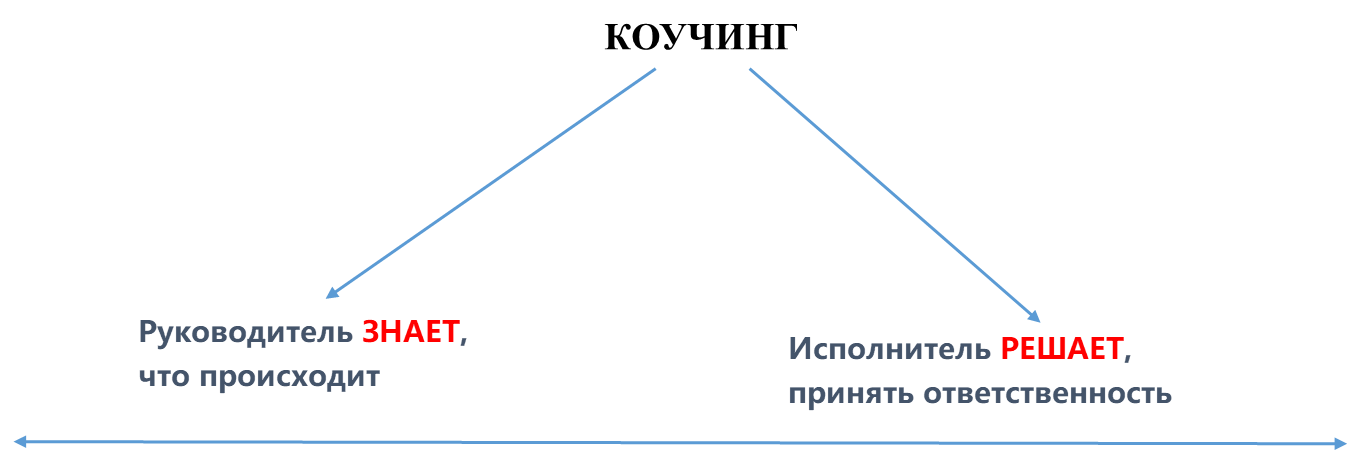 КОУЧИНГ
Руководитель ЗНАЕТ,
что происходит
Исполнитель РЕШАЕТ,
принять ответственность